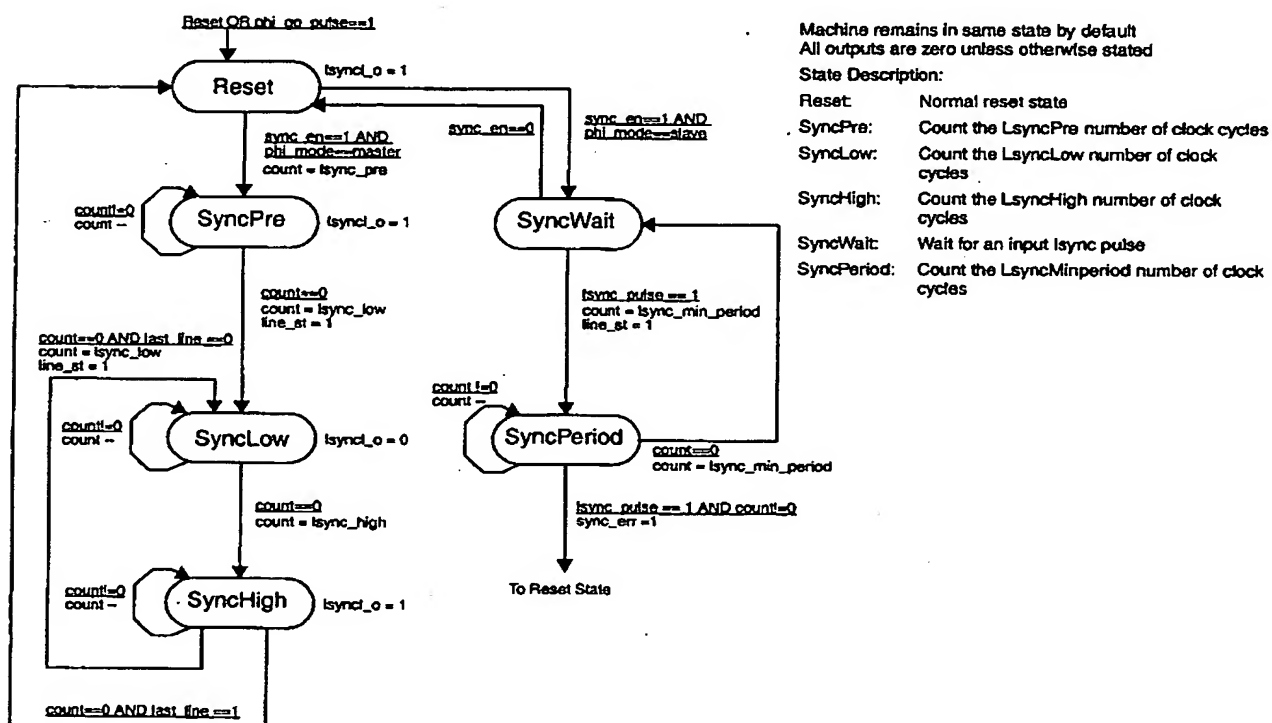 Reset OR phi_go_pulse==1
Reset
lsyncl_o = 1
sync_en==1 AND
phi_mode==master
count = lsync_pre
sync_en==0
sync_en==1 AND
phi_mode==slave
count!=0
count --
SyncPre
lsyncl_o = 1
SyncWait
count==0
count = lsync_low
line_st = 1
lsync_pulse == 1
count = lsync_min_period
line_st = 1
count==0 AND last_line ==0
count = lsync_low
line_st = 1
count!=0
count --
SyncLow
lsyncl_o = 0
count !=0
count --
SyncPeriod
count==0
count = lsync_min_period
count==0
count = lsync_high
lsync_pulse == 1 AND count!=0
sync_err =1
To Reset State
count!=0
count --
SyncHigh
lsyncl_o = 1
count==0 AND last_line ==1
Machine remains in same state by default
All outputs are zero unless otherwise stated
State Description:
Reset: Normal reset state
SyncPre: Count the LsyncPre number of clock cycles
SyncLow: Count the LsyncLow number of clock
cycles
SyncHigh: Count the LsyncHigh number of clock
cycles
SyncWait: Wait for an input lsync pulse
SyncPeriod: Count the LsyncMinperiod number of clock
cycles